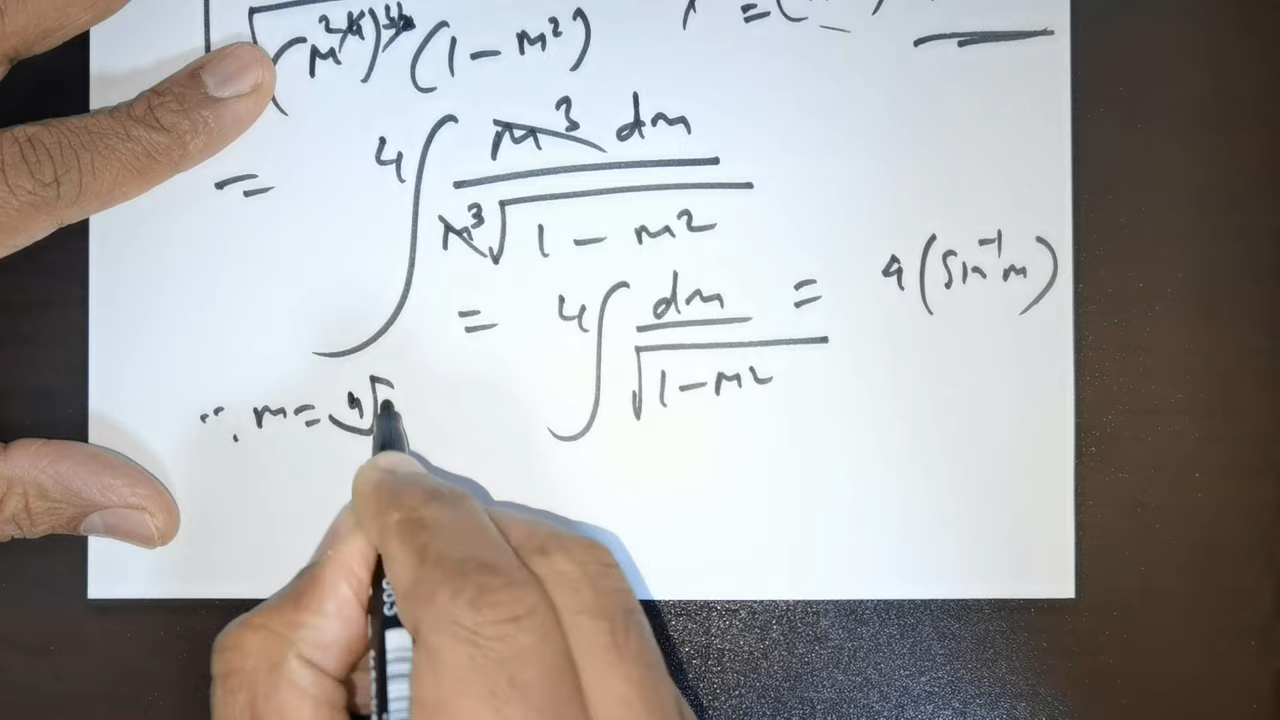 √(m^(2×4))^(3/2) (1 - m²)
= 4∫ m³ dm / m³√(1 - m²)
= 4∫ dm / √(1 - m²) = 4(Sin⁻¹m)
∵ m = ⁴√